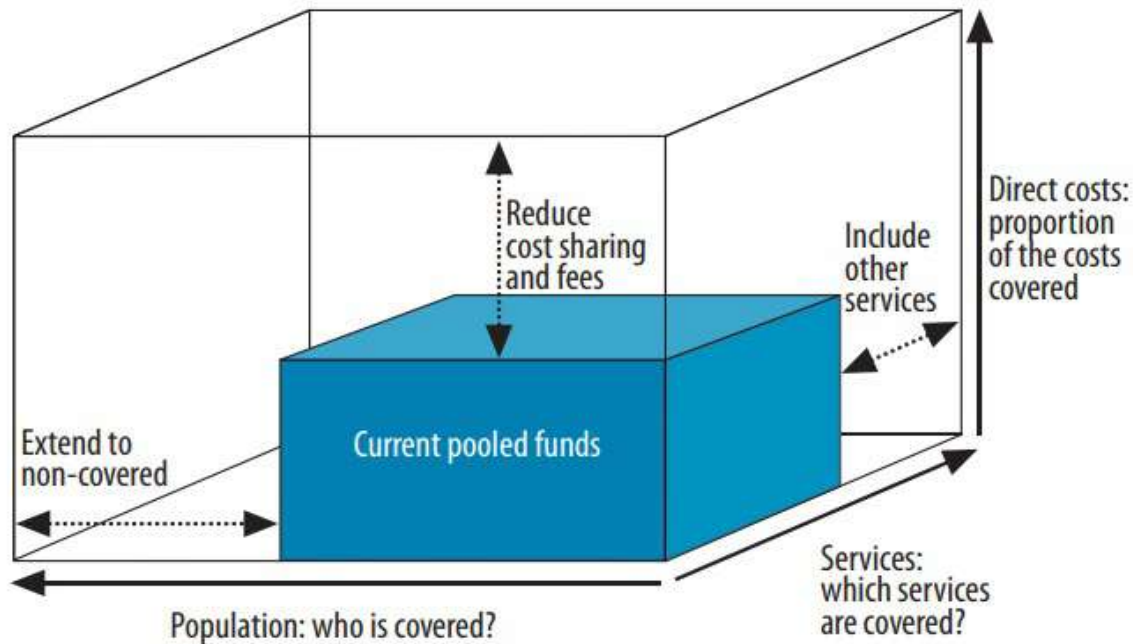 Reduce
cost sharing
and fees
Include
other
services
Direct costs:
proportion
of the costs
covered
Extend to
non-covered
Current pooled funds
Population: who is covered?
Services:
which services
are covered?